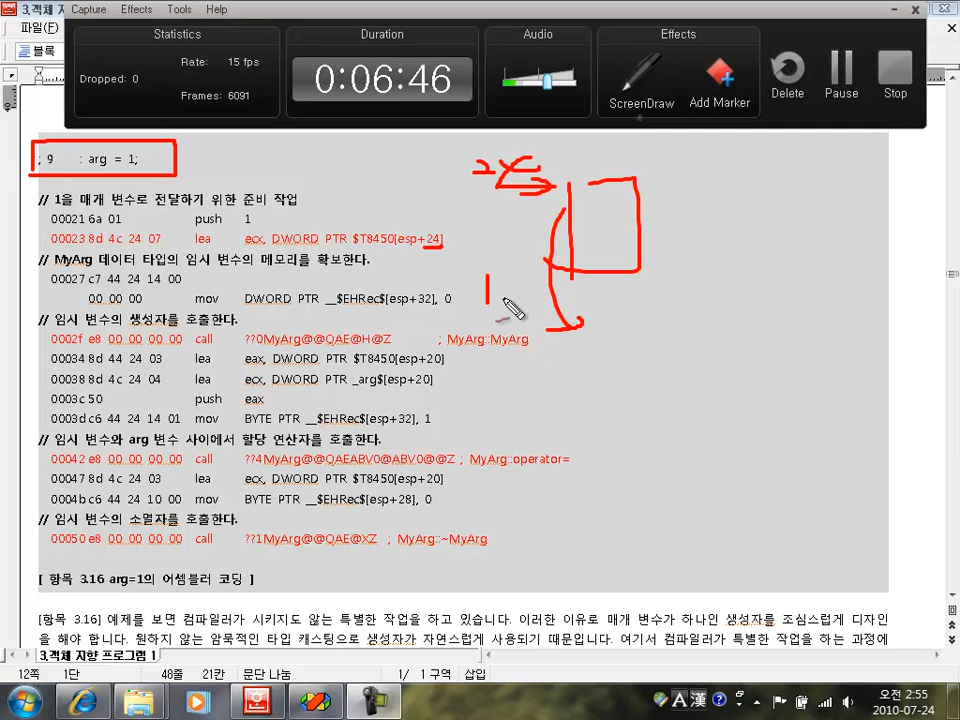 3.객체
Capture Effects Tools Help
파일(F)
블록
Statistics
Rate: 15 fps
Dropped: 0
Frames: 6091
Duration
0:06:46
Audio
Effects
ScreenDraw
Add Marker
Delete
Pause
Stop
; 9 : arg = 1;
// 1을 매개 변수로 전달하기 위한 준비 작업
00021 6a 01 push 1
00023 8d 4c 24 07 lea ecx, DWORD PTR $T8450[esp+24]
// MyArg 데이터 타입의 임시 변수의 메모리를 확보한다.
00027 c7 44 24 14 00
00 00 00 mov DWORD PTR __$EHRec$[esp+32], 0
// 임시 변수의 생성자를 호출한다.
0002f e8 00 00 00 00 call ??0MyArg@@QAE@H@Z ; MyArg::MyArg
00034 8d 44 24 03 lea eax, DWORD PTR $T8450[esp+20]
00038 8d 4c 24 04 lea ecx, DWORD PTR _arg$[esp+20]
0003c 50 push eax
0003d c6 44 24 14 01 mov BYTE PTR __$EHRec$[esp+32], 1
// 임시 변수와 arg 변수 사이에서 할당 연산자를 호출한다.
00042 e8 00 00 00 00 call ??4MyArg@@QAEABV0@ABV0@@Z ; MyArg::operator=
00047 8d 4c 24 03 lea ecx, DWORD PTR $T8450[esp+20]
0004b c6 44 24 10 00 mov BYTE PTR __$EHRec$[esp+28], 0
// 임시 변수의 소멸자를 호출한다.
00050 e8 00 00 00 00 call ??1MyArg@@QAE@XZ ; MyArg::~MyArg
[ 항목 3.16 arg=1의 어셈블러 코딩 ]
[항목 3.16] 예제를 보면 컴파일러가 시키지도 않는 특별한 작업을 하고 있습니다. 이러한 이유로 매개 변수가 하나인 생성자를 조심스럽게 디자인
을 해야 합니다. 원하지 않는 암묵적인 타입 캐스팅으로 생성자가 자연스럽게 사용되기 때문입니다. 여기서 컴파일러가 특별한 작업을 하는 과정에
3.객체 지향 프로그램 1
12쪽 1단 48줄 21칸 문단 나눔 1/ 1 구역 삽입
A 漢
오전 2:55
2010-07-24